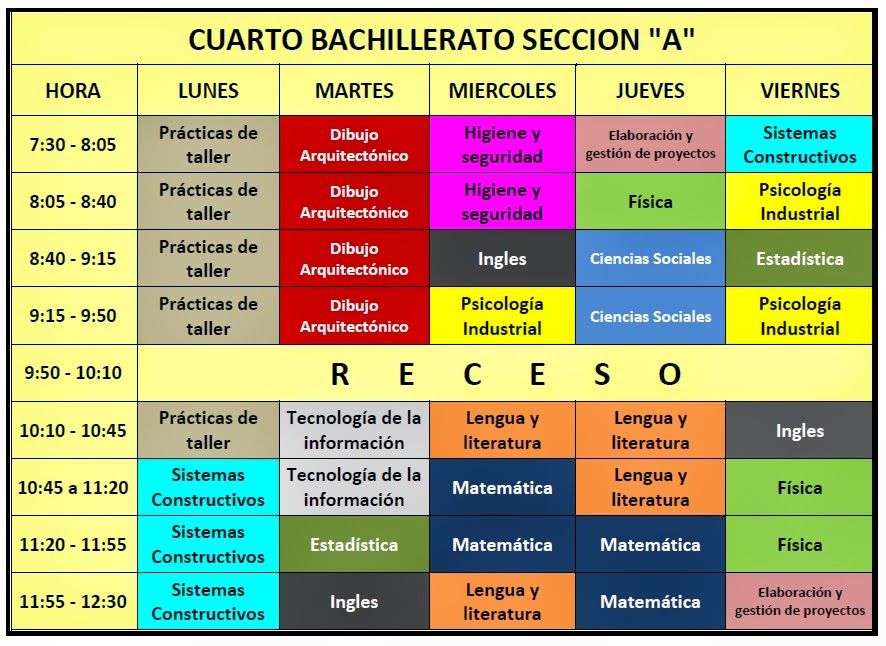 CUARTO BACHILLERATO SECCION "A"
HORA LUNES MARTES MIERCOLES JUEVES VIERNES
7:30 - 8:05
Prácticas de
taller
Dibujo
Arquitectónico
Higiene y
seguridad
Elaboración y
gestión de proyectos
Sistemas
Constructivos
8:05 - 8:40
Prácticas de
taller
Dibujo
Arquitectónico
Higiene y
seguridad
Física
Psicología
Industrial
8:40 - 9:15
Prácticas de
taller
Dibujo
Arquitectónico
Ingles
Ciencias Sociales
Estadística
9:15 - 9:50
Prácticas de
taller
Dibujo
Arquitectónico
Psicología
Industrial
Ciencias Sociales
Psicología
Industrial
9:50 - 10:10
R E C E S O
10:10 - 10:45
Prácticas de
taller
Tecnología de la
información
Lengua y
literatura
Lengua y
literatura
Ingles
10:45 a 11:20
Sistemas
Constructivos
Tecnología de la
información
Matemática
Lengua y
literatura
Física
11:20 - 11:55
Sistemas
Constructivos
Estadística
Matemática
Matemática
Física
11:55 - 12:30
Sistemas
Constructivos
Ingles
Lengua y
literatura
Matemática
Elaboración y
gestión de proyectos